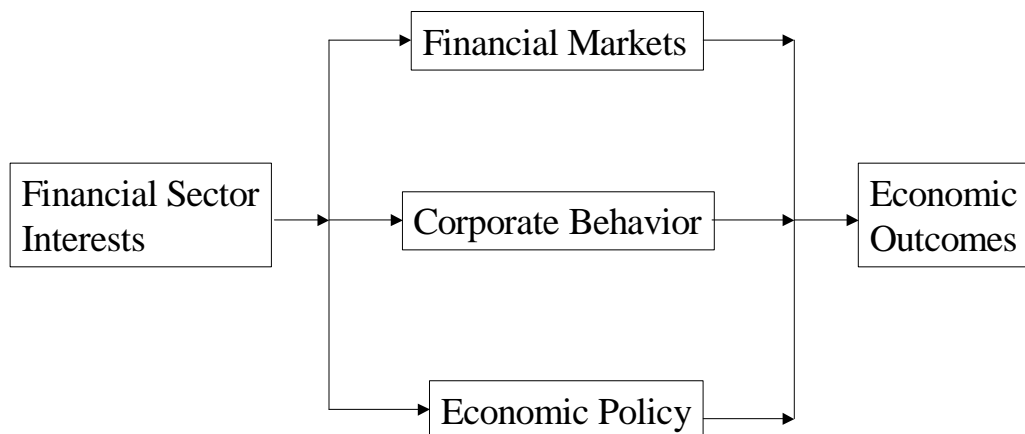 Financial Markets
Financial Sector
Interests
Corporate Behavior
Economic
Outcomes
Economic Policy